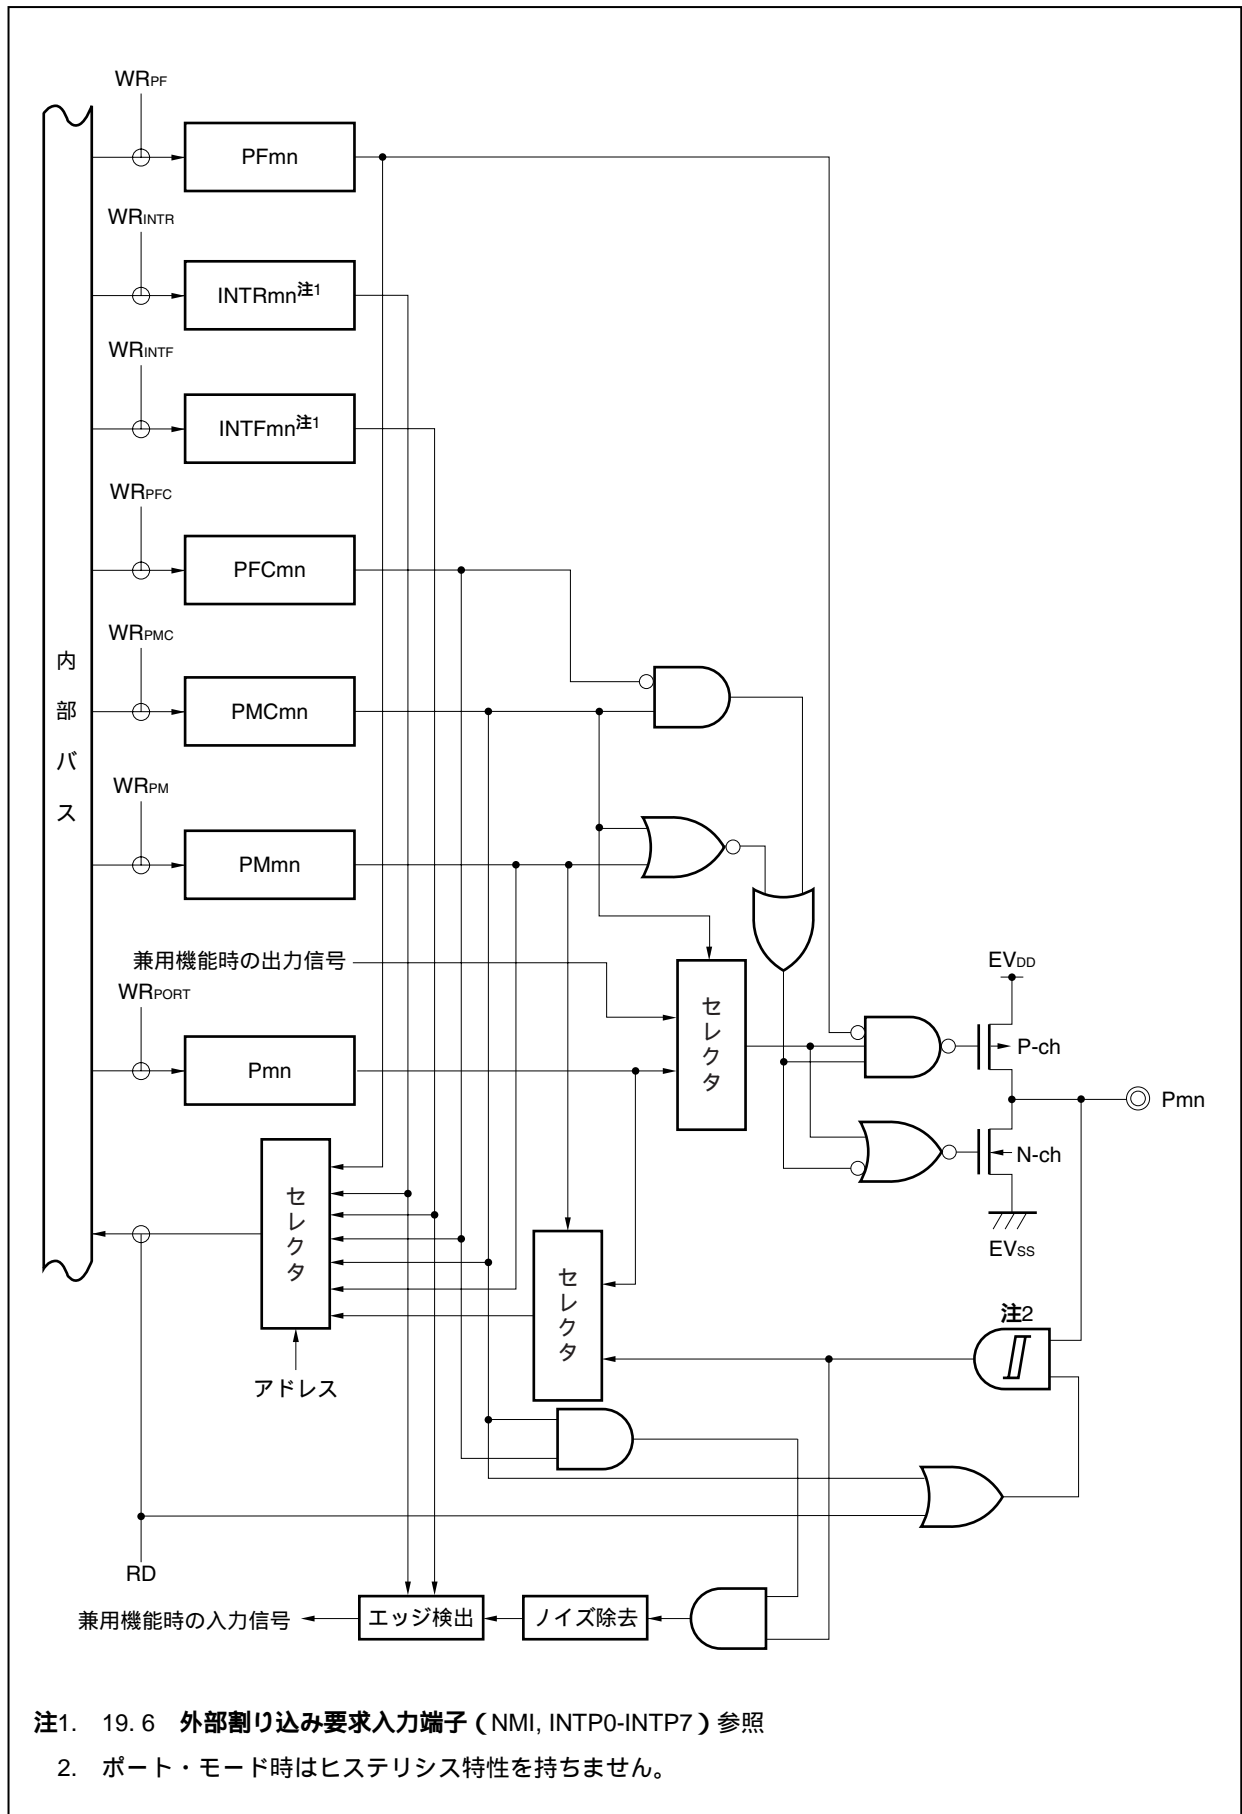 WRPF
PFmn
WRINTR
INTRmn注1
WRINTF
INTFmn注1
WRPFC
PFCmn
WRPMC
PMCmn
内部バス
WRPM
PMmn
兼用機能時の出力信号
WRPORT
Pmn
セレクタ
EVDD
P-ch
Pmn
N-ch
EVSS
セレクタ
セレクタ
アドレス
注2
RD
兼用機能時の入力信号
エッジ検出
ノイズ除去
注1. 19. 6 外部割り込み要求入力端子（NMI, INTP0-INTP7）参照
2. ポート・モード時はヒステリシス特性を持ちません。